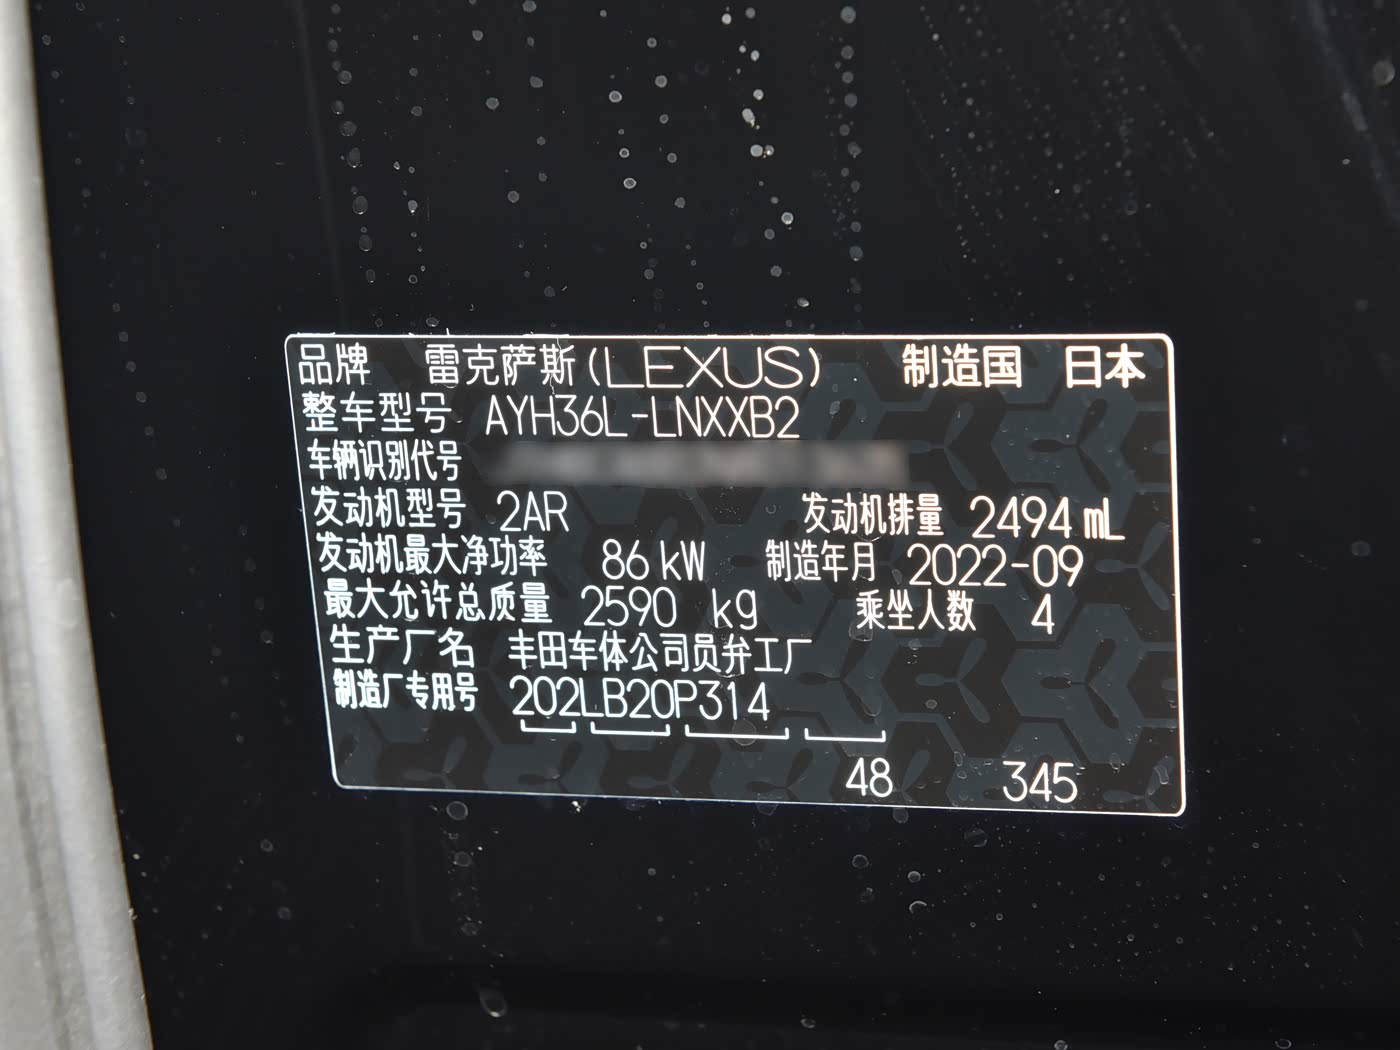 品牌 雷克萨斯(LEXUS) 制造国 日本
整车型号 AYH36L-LNXXB2
车辆识别代号
发动机型号 2AR 发动机排量 2494 mL
发动机最大净功率 86 kW 制造年月 2022-09
最大允许总质量 2590 kg 乘坐人数 4
生产厂名 丰田车体公司员弁工厂
制造厂专用号 202LB20P314
48 345